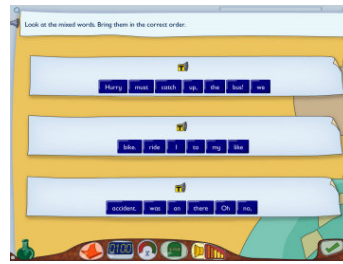 Look at the mixed words. Bring them in the correct order.
Hurry must catch up, the bus! we
bike. ride I to my like
accident. was an there Oh no,
0100